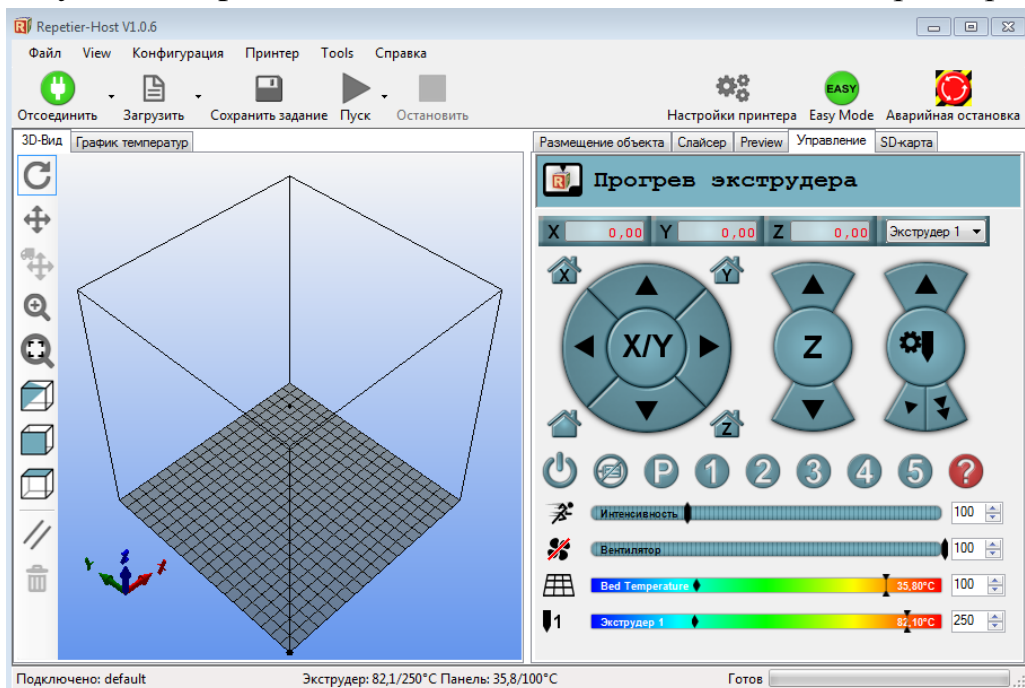 Repetier-Host V1.0.6
Файл View Конфигурация Принтер Tools Справка
EASY
Отсоединить Загрузить Сохранить задание Пуск Остановить Настройки принтера Easy Mode Аварийная остановка
3D-Вид График температур Размещение объекта Слайсер Preview Управление SD-карта
Прогрев экструдера
X 0,00 Y 0,00 Z 0,00 Экструдер 1
X Y
X/Y Z
Z
P 1 2 3 4 5 ?
Интенсивность 100
Вентилятор 100
Bed Temperature 35,80°C 100
1 Экструдер 1 82,10°C 250
Подключено: default Экструдер: 82,1/250°C Панель: 35,8/100°C Готов